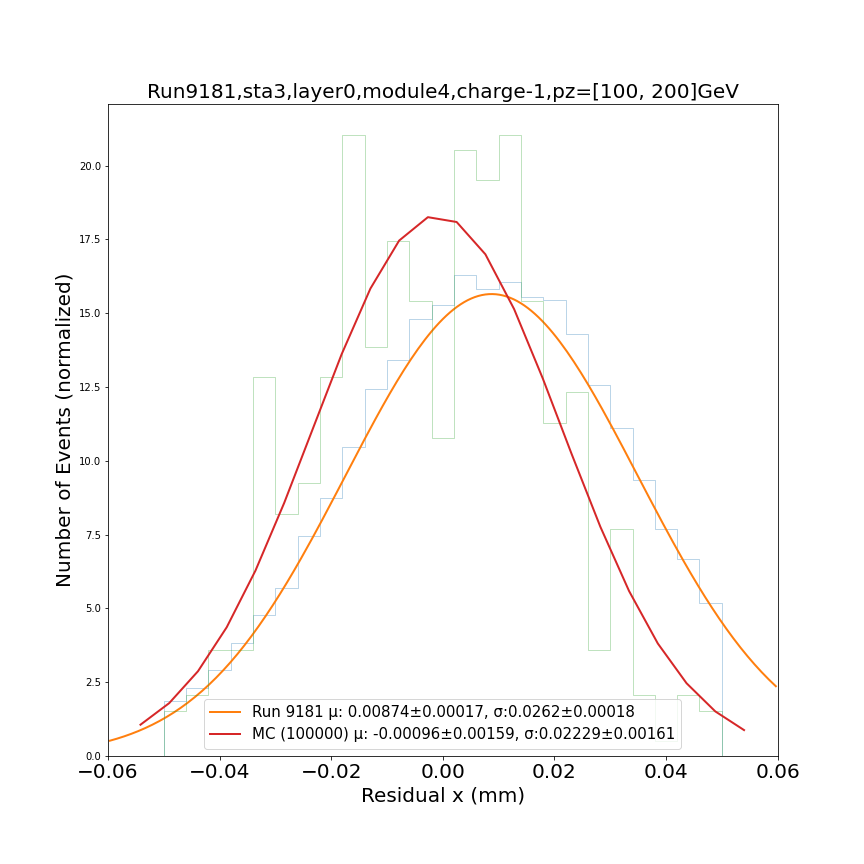 Run9181,sta3,layer0,module4,charge-1,pz=[100, 200]GeV
Number of Events (normalized)
20.0
17.5
15.0
12.5
10.0
7.5
5.0
2.5
0.0
Run 9181 μ: 0.00874±0.00017, σ:0.0262±0.00018
MC (100000) μ: -0.00096±0.00159, σ:0.02229±0.00161
−0.06 −0.04 −0.02 0.00 0.02 0.04 0.06
Residual x (mm)